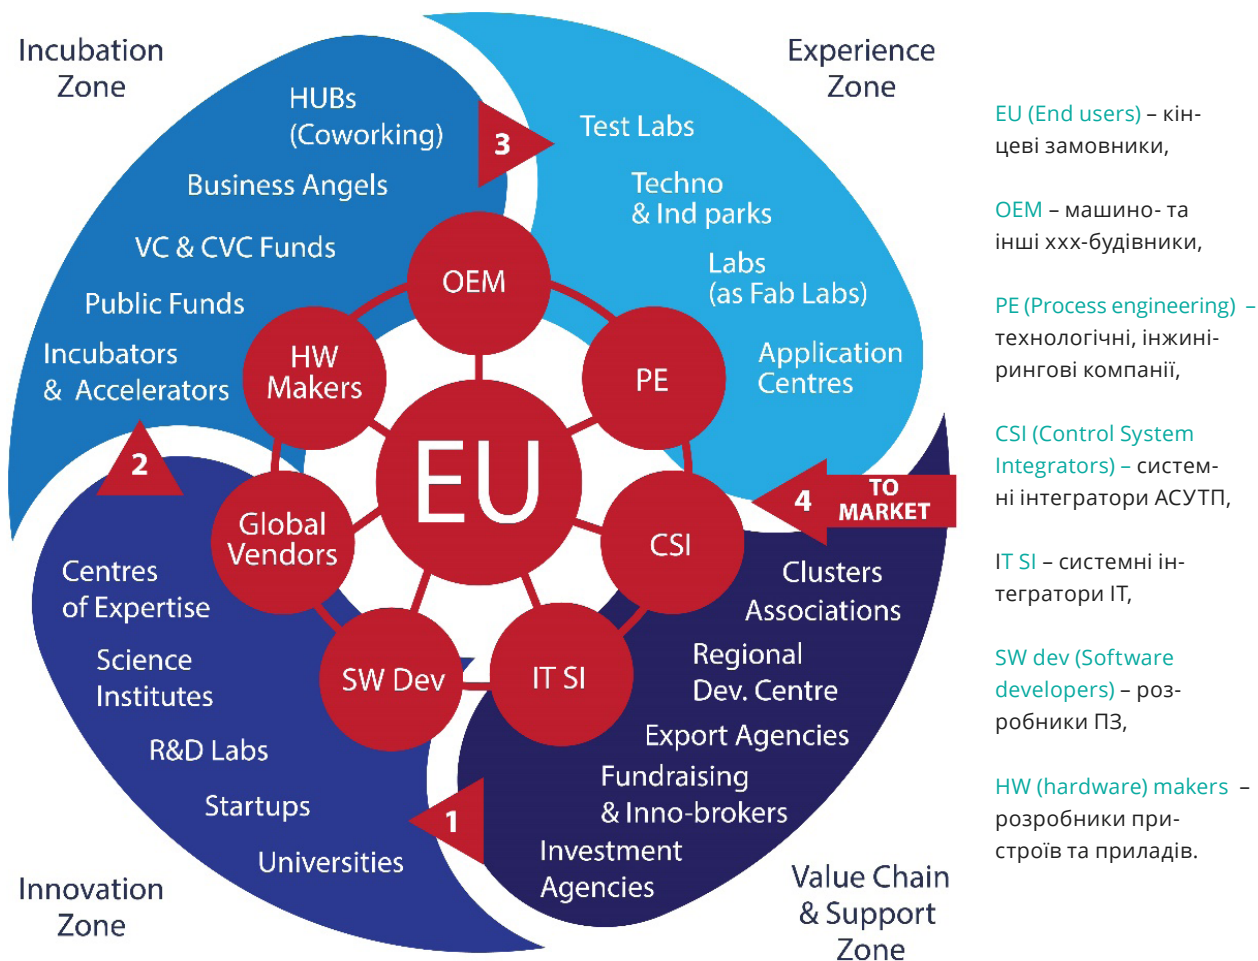 Incubation
Zone
HUBs
(Coworking)
Business Angels
VC & CVC Funds
Public Funds
Incubators
& Accelerators
3
Experience
Zone
Test Labs
Techno
& Ind parks
Labs
(as Fab Labs)
Application
Centres
OEM
HW
Makers
PE
EU
2
Global
Vendors
CSI
4
TO
MARKET
SW Dev
IT SI
Centres
of Expertise
Science
Institutes
R&D Labs
Startups
Universities
1
Innovation
Zone
Clusters
Associations
Regional
Dev. Centre
Export Agencies
Fundraising
& Inno-brokers
Investment
Agencies
Value Chain
& Support
Zone
EU (End users) – кін-
цеві замовники,
OEM – машино- та
інші ххх-будівники,
PE (Process engineering) –
технологічні, інжині-
рингові компанії,
CSI (Control System
Integrators) – систем-
ні інтегратори АСУТП,
IT SI – системні ін-
тегратори ІТ,
SW dev (Software
developers) – роз-
робники ПЗ,
HW (hardware) makers –
розробники при-
строїв та приладів.